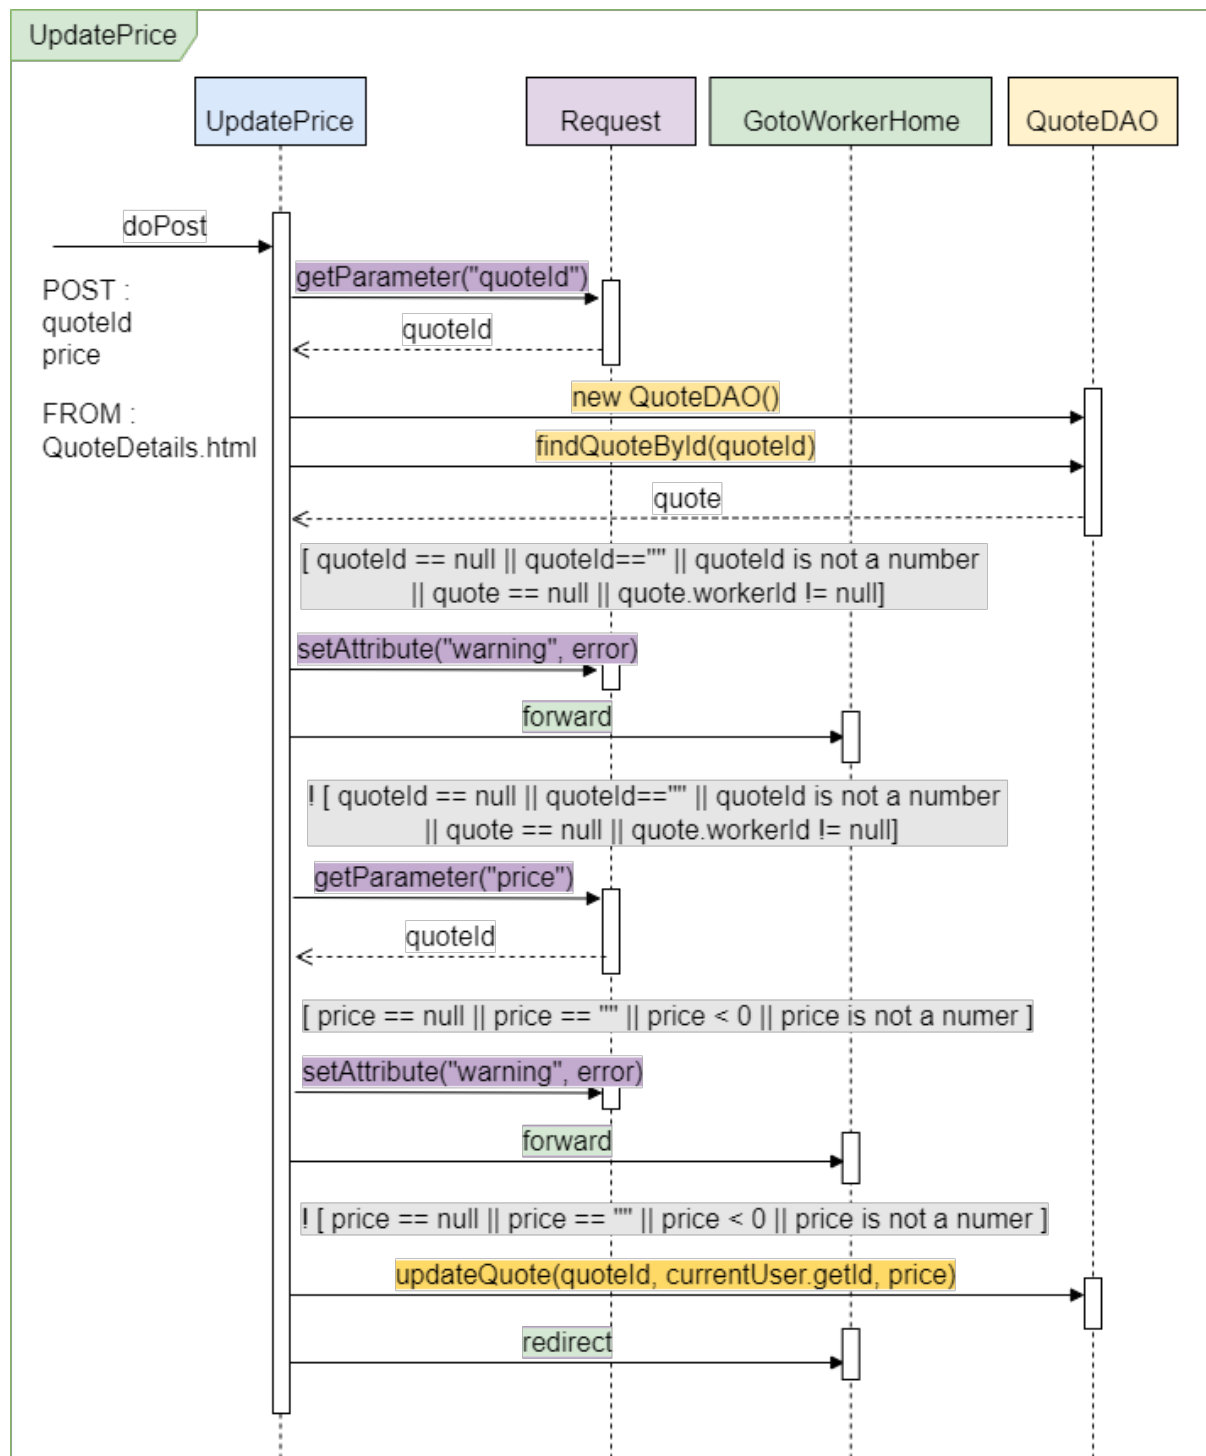 UpdatePrice
UpdatePrice
Request
GotoWorkerHome
QuoteDAO
doPost
getParameter("quoteId")
POST :
quoteId
price
quoteId
FROM :
QuoteDetails.html
new QuoteDAO()
findQuoteById(quoteId)
quote
[ quoteId == null || quoteId=="" || quoteId is not a number
|| quote == null || quote.workerId != null]
setAttribute("warning", error)
forward
! [ quoteId == null || quoteId=="" || quoteId is not a number
|| quote == null || quote.workerId != null]
getParameter("price")
quoteId
[ price == null || price == "" || price < 0 || price is not a numer ]
setAttribute("warning", error)
forward
! [ price == null || price == "" || price < 0 || price is not a numer ]
updateQuote(quoteId, currentUser.getId, price)
redirect